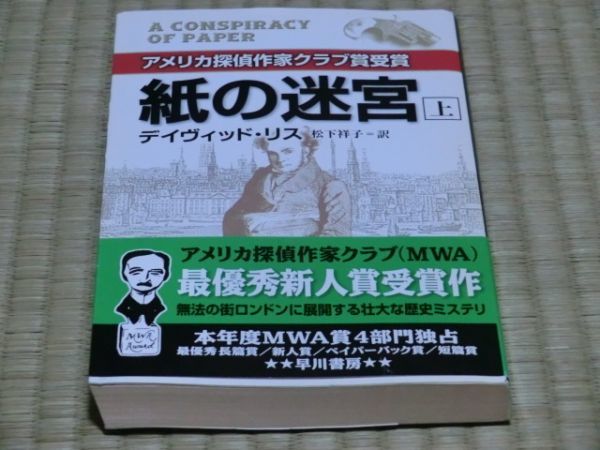 A CONSPIRACY
OF PAPER
アメリカ探偵作家クラブ賞受賞
紙の迷宮 上
デイヴィッド・リス 松下祥子=訳
アメリカ探偵作家クラブ(MWA)
最優秀新人賞受賞作
無法の街ロンドンに展開する壮大な歴史ミステリ
MWA
Award
本年度MWA賞4部門独占
最優秀長篇賞/新人賞/ペイパーバック賞/短篇賞
★★早川書房★★